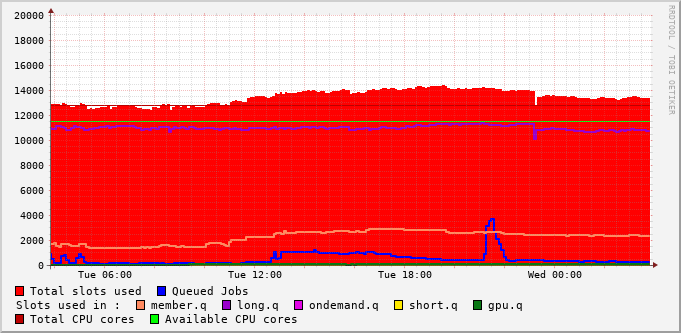 20000
18000
16000
14000
12000
10000
8000
6000
4000
2000
0
Tue 06:00 Tue 12:00 Tue 18:00 Wed 00:00
RRDTOOL / TOBI OETIKER
Total slots used Queued Jobs
Slots used in : member.q long.q ondemand.q short.q gpu.q
Total CPU cores Available CPU cores